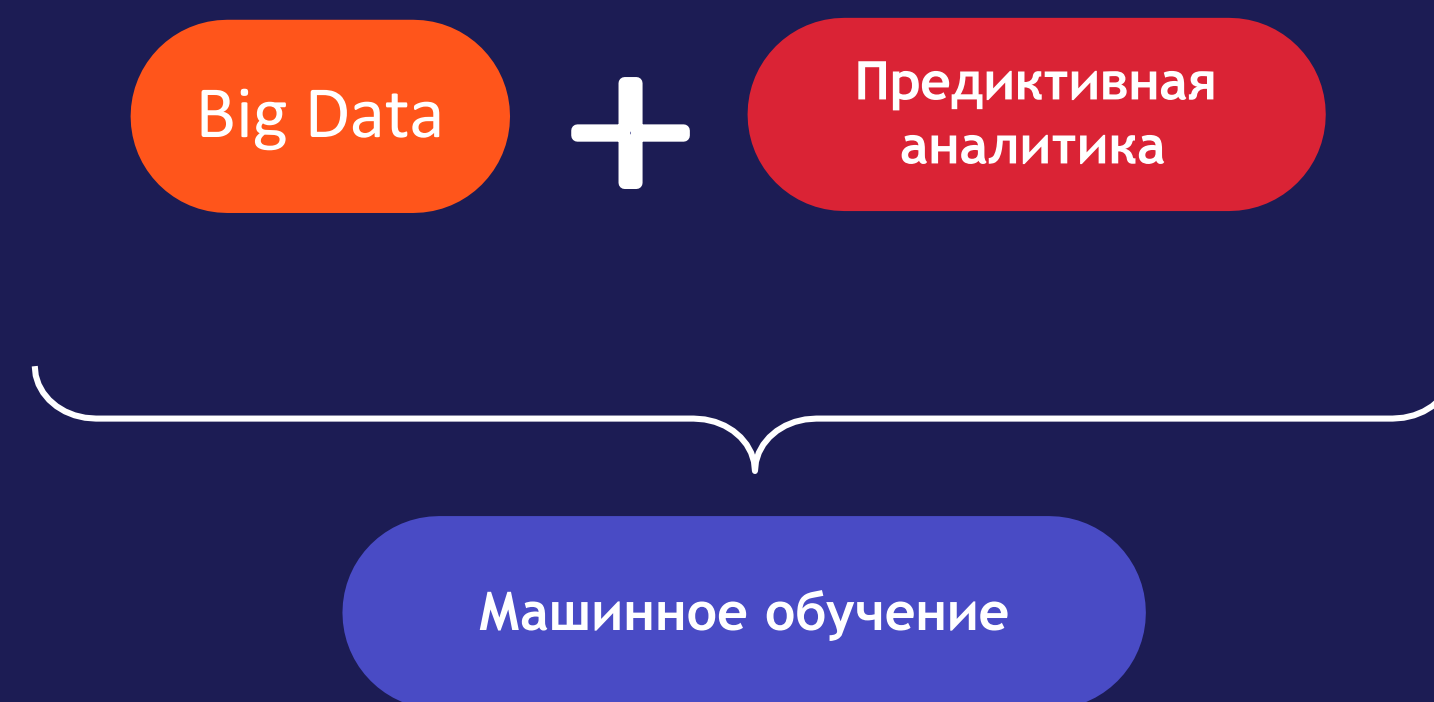 Big Data
Предиктивная
аналитика
Машинное обучение